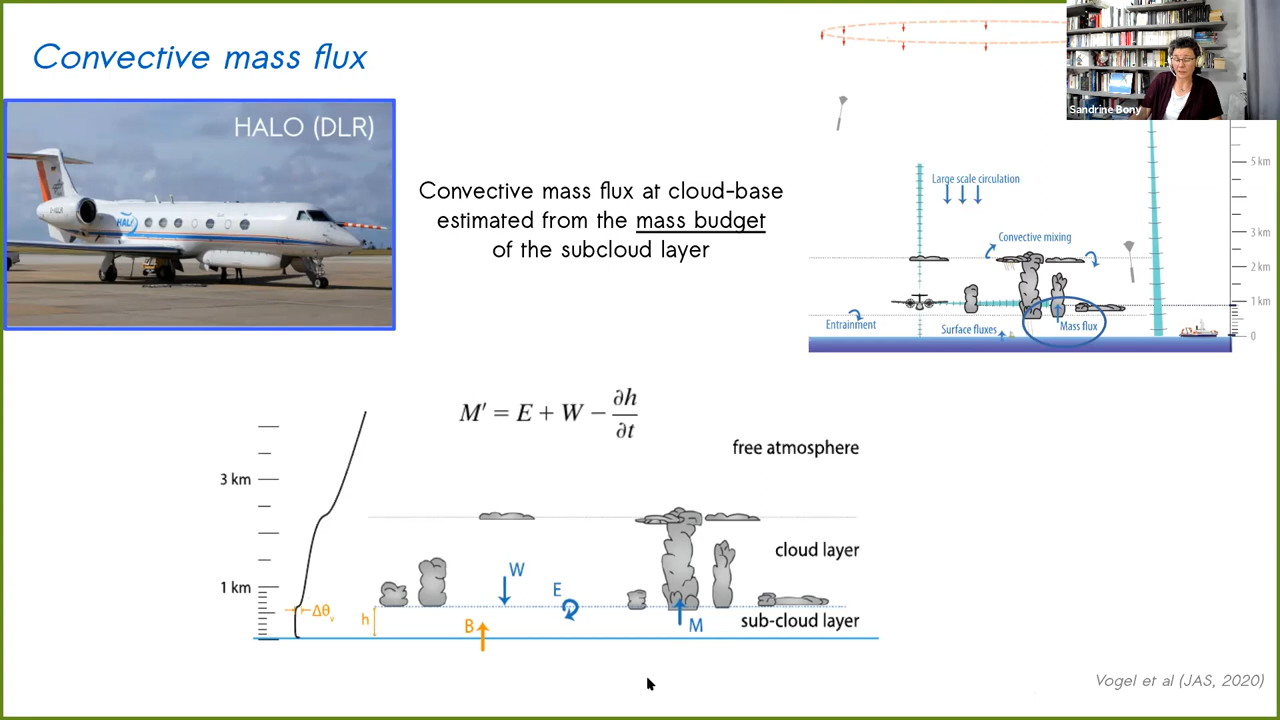 Convective mass flux
HALO (DLR)
HALO
Convective mass flux at cloud-base
estimated from the mass budget
of the subcloud layer
Sandrine Bony
Large scale circulation
Convective mixing
Entrainment
Surface fluxes
Mass flux
5 km
3 km
2 km
1 km
0
M′ = E + W − ∂h/∂t
free atmosphere
3 km
cloud layer
1 km
W
E
Δθv
h
B
M
sub-cloud layer
Vogel et al (JAS, 2020)